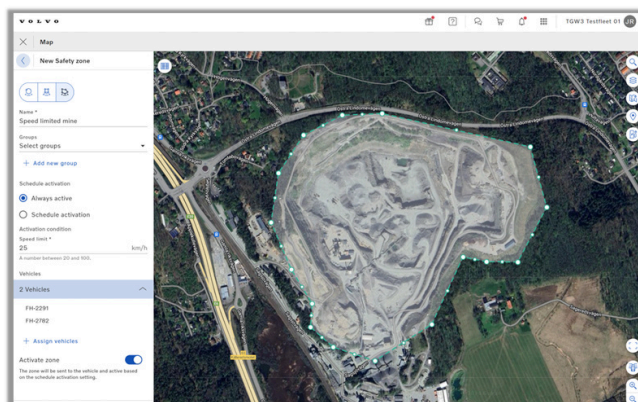 VOLVO
TGW3 Testfleet 01 JR
Map
New Safety zone
Name *
Speed limited mine
Groups
Select groups
+ Add new group
Schedule activation
Always active
Schedule activation
Activation condition
Speed limit *
25 km/h
A number between 20 and 100.
Vehicles
2 Vehicles
FH-2291
FH-2782
+ Assign vehicles
Activate zone
The zone will be sent to the vehicle and active based
on the schedule activation setting.